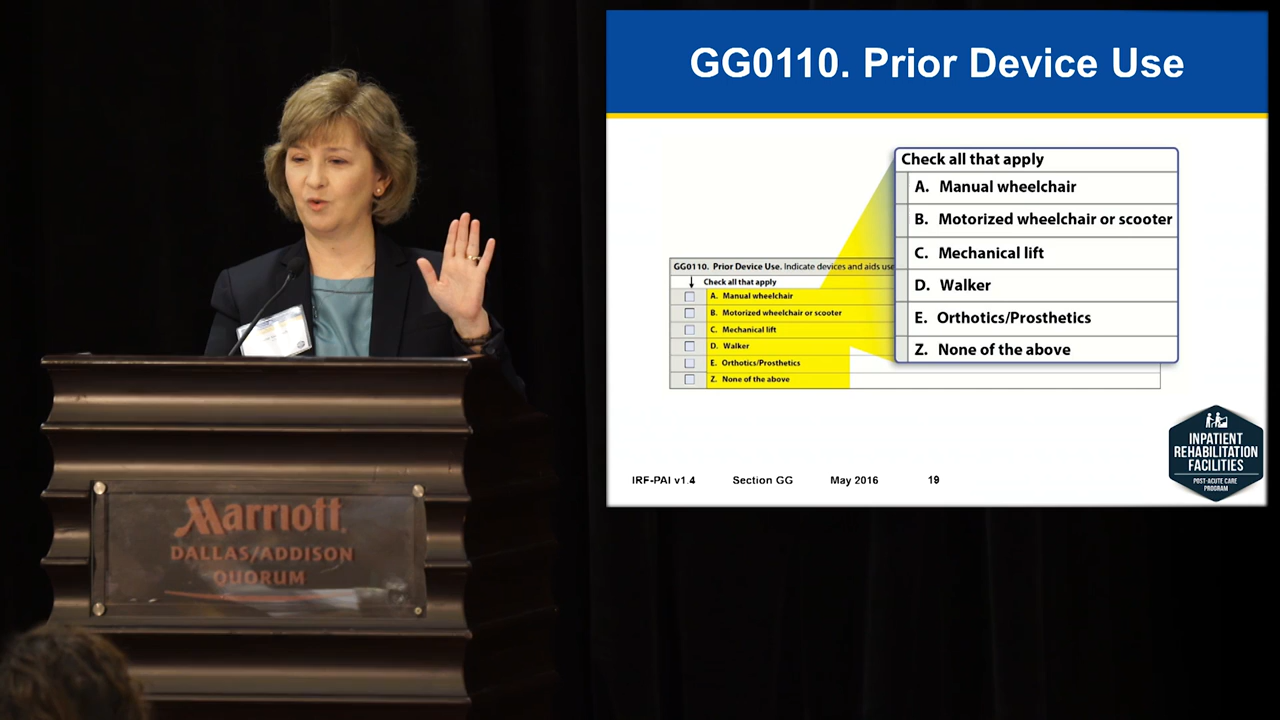 GG0110. Prior Device Use
Check all that apply
A. Manual wheelchair
B. Motorized wheelchair or scooter
C. Mechanical lift
D. Walker
E. Orthotics/Prosthetics
Z. None of the above
GG0110. Prior Device Use. Indicate devices and aids use
Check all that apply
A. Manual wheelchair
B. Motorized wheelchair or scooter
C. Mechanical lift
D. Walker
E. Orthotics/Prosthetics
Z. None of the above
INPATIENT
REHABILITATION
FACILITIES
POST-ACUTE CARE
PROGRAM
IRF-PAI v1.4 Section GG May 2016 19
Marriott
DALLAS/ADDISON
QUORUM